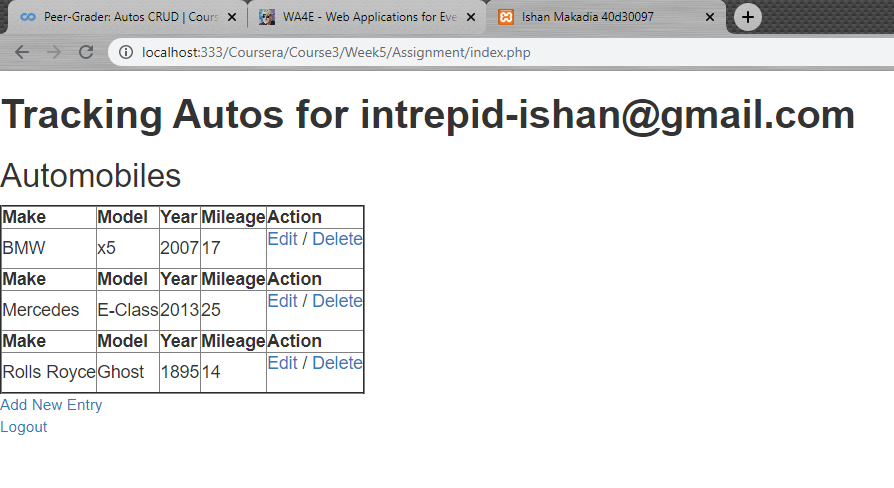 Peer-Grader: Autos CRUD | Cours WA4E - Web Applications for Eve Ishan Makadia 40d30097
localhost:333/Coursera/Course3/Week5/Assignment/index.php
Tracking Autos for intrepid-ishan@gmail.com
Automobiles
Make Model Year Mileage Action
BMW x5 2007 17 Edit / Delete
Make Model Year Mileage Action
Mercedes E-Class 2013 25 Edit / Delete
Make Model Year Mileage Action
Rolls Royce Ghost 1895 14 Edit / Delete
Add New Entry
Logout